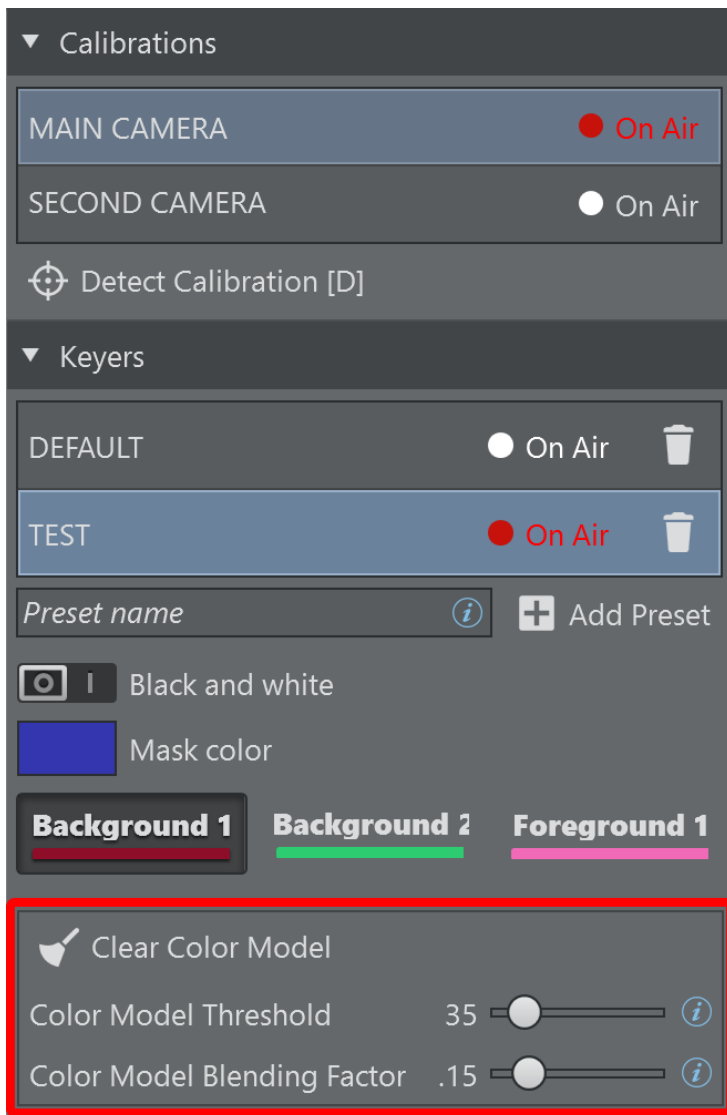 Calibrations
MAIN CAMERA On Air
SECOND CAMERA On Air
Detect Calibration [D]
Keyers
DEFAULT On Air
TEST On Air
Preset name Add Preset
Black and white
Mask color
Background 1 Background 2 Foreground 1
Clear Color Model
Color Model Threshold 35
Color Model Blending Factor .15